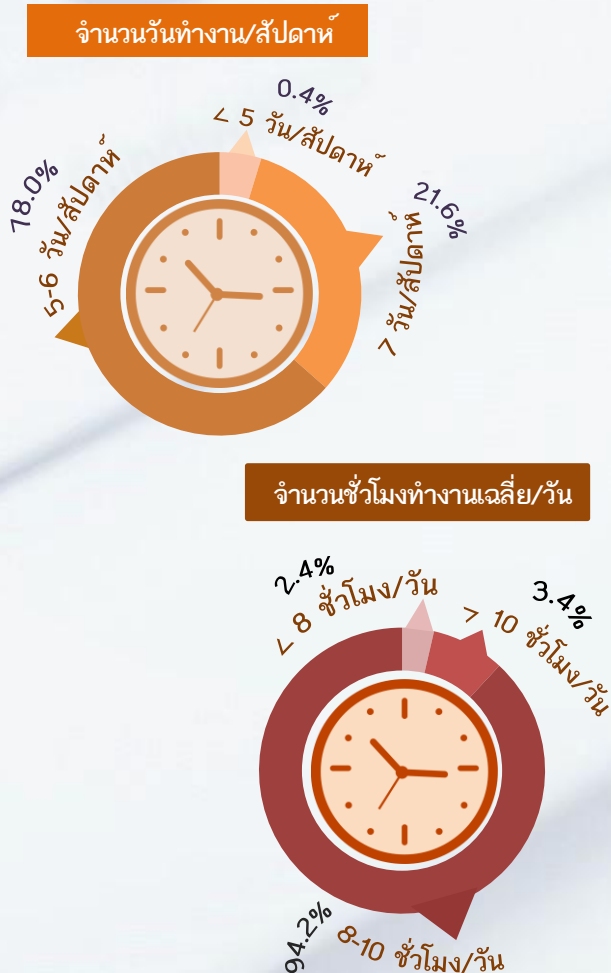 จำนวนวันทำงาน/สัปดาห์
0.4%
< 5 วัน/สัปดาห์
21.6%
7 วัน/สัปดาห์
78.0%
5-6 วัน/สัปดาห์
จำนวนชั่วโมงทำงานเฉลี่ย/วัน
2.4%
< 8 ชั่วโมง/วัน
3.4%
> 10 ชั่วโมง/วัน
94.2%
8-10 ชั่วโมง/วัน